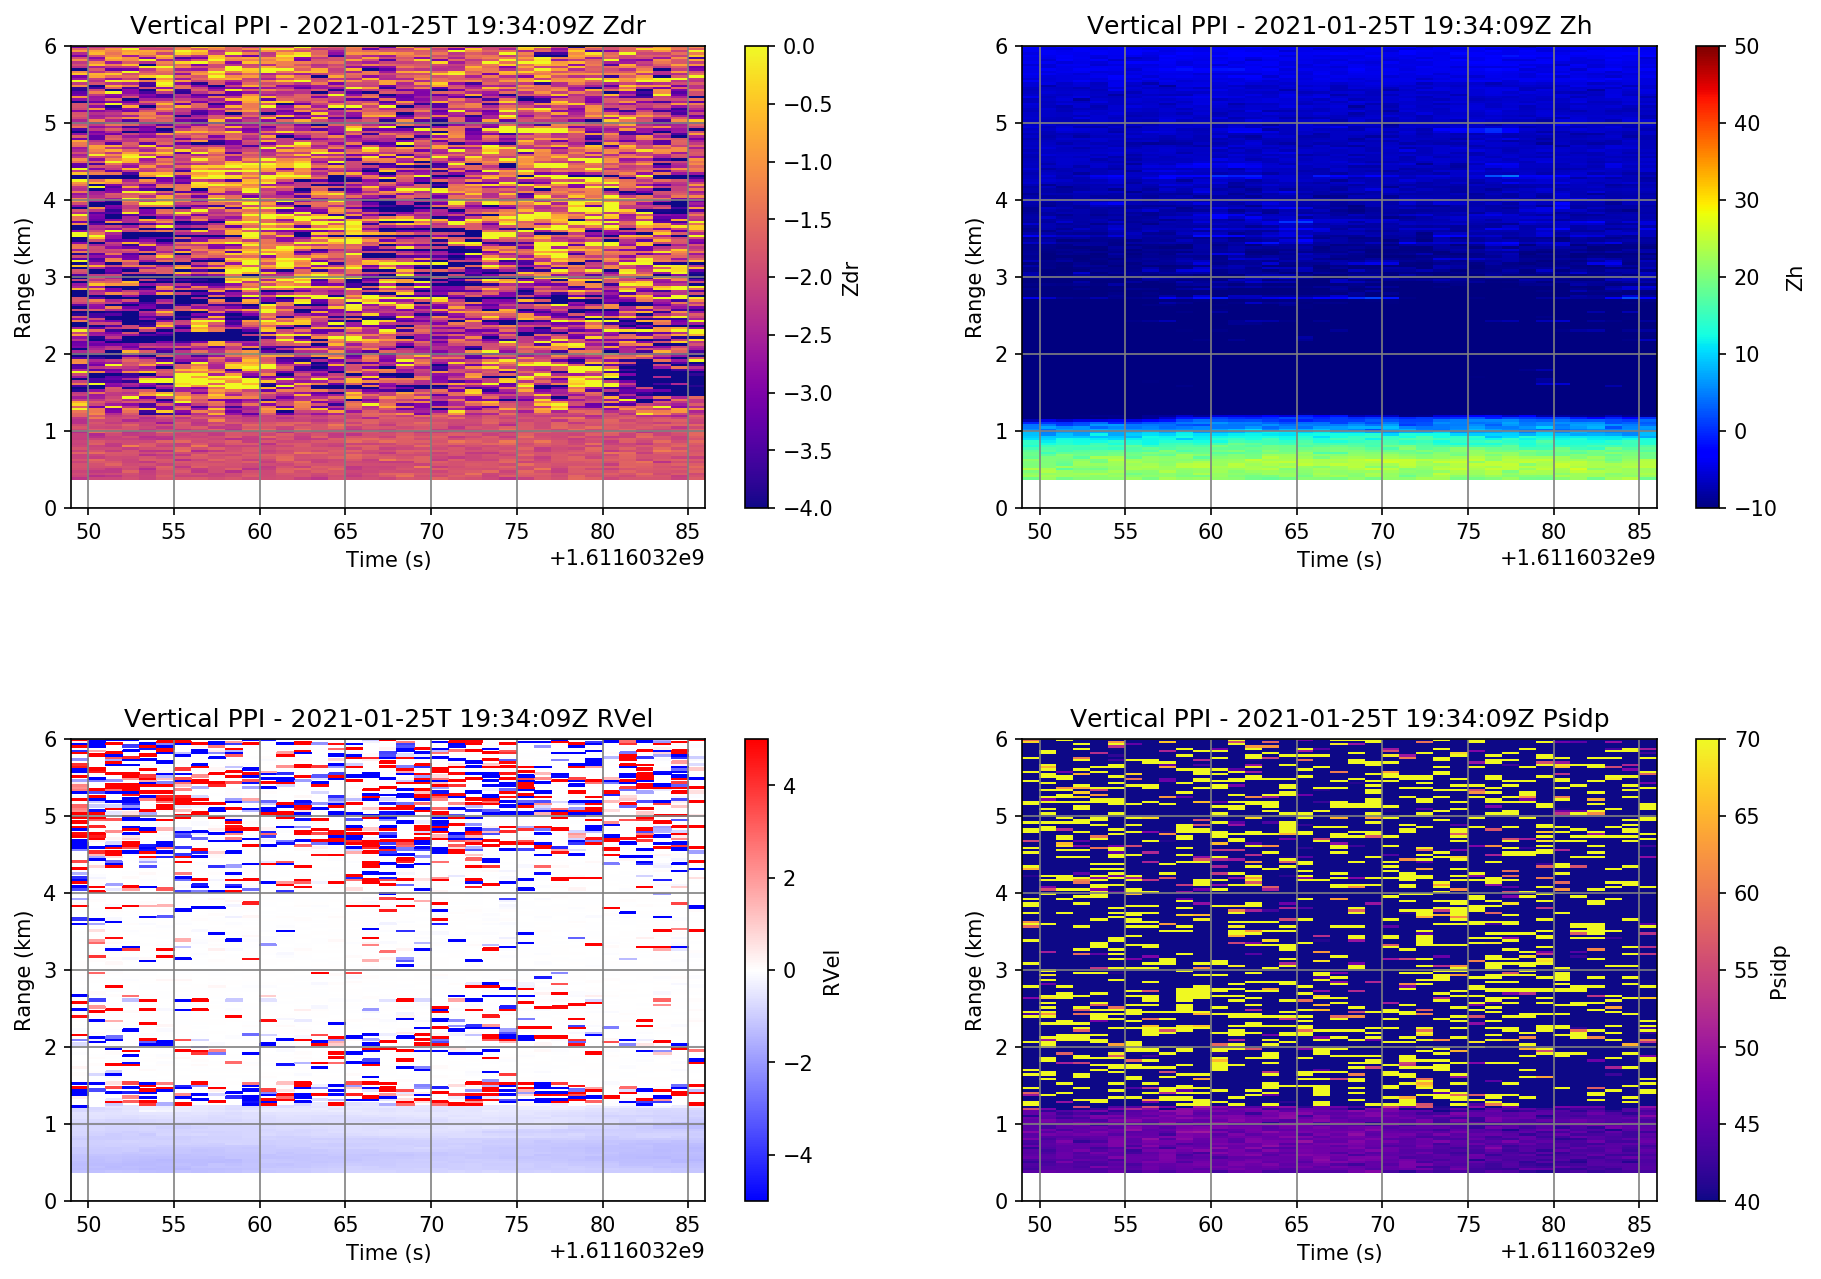 Vertical PPI - 2021-01-25T 19:34:09Z Zdr
6
5
4
3
2
1
0
Range (km)
50 55 60 65 70 75 80 85
Time (s)
+1.6116032e9
0.0
−0.5
−1.0
−1.5
−2.0
−2.5
−3.0
−3.5
−4.0
Zdr
Vertical PPI - 2021-01-25T 19:34:09Z Zh
6
5
4
3
2
1
0
Range (km)
50 55 60 65 70 75 80 85
Time (s)
+1.6116032e9
50
40
30
20
10
0
−10
Zh
Vertical PPI - 2021-01-25T 19:34:09Z RVel
6
5
4
3
2
1
0
Range (km)
50 55 60 65 70 75 80 85
Time (s)
+1.6116032e9
4
2
0
−2
−4
RVel
Vertical PPI - 2021-01-25T 19:34:09Z Psidp
6
5
4
3
2
1
0
Range (km)
50 55 60 65 70 75 80 85
Time (s)
+1.6116032e9
70
65
60
55
50
45
40
Psidp